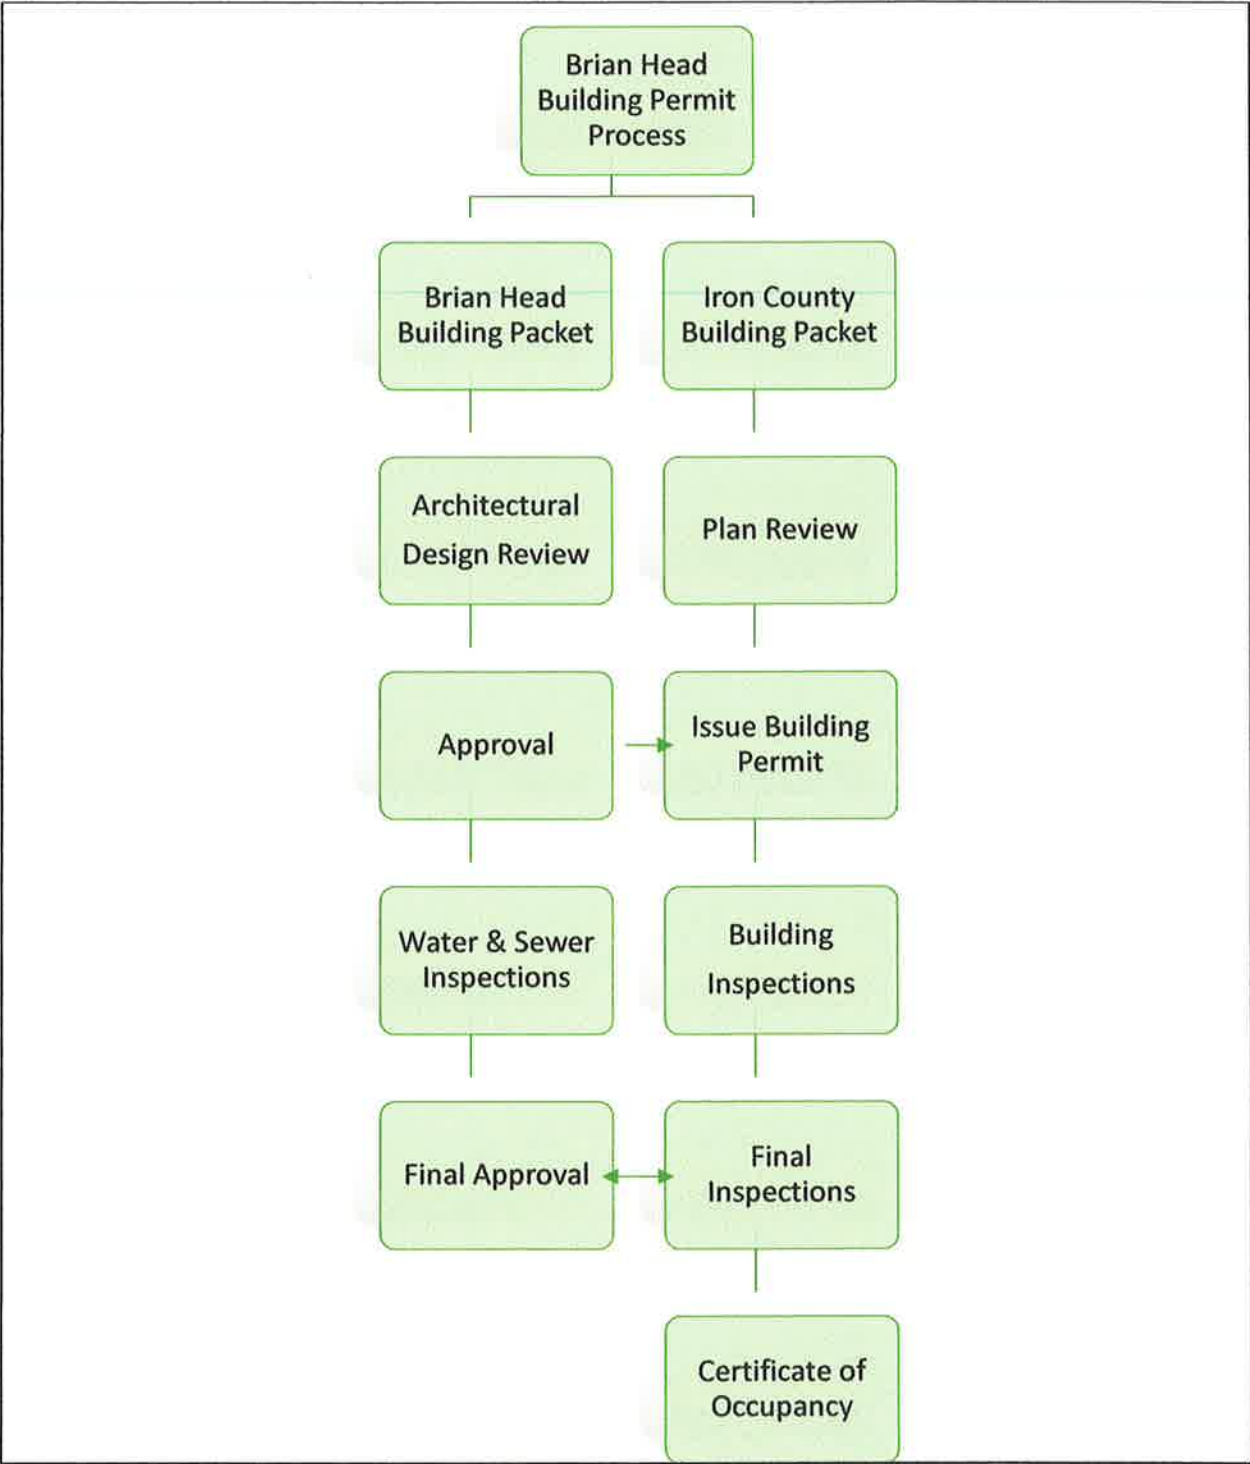 Brian Head
Building Permit
Process
Brian Head
Building Packet
Iron County
Building Packet
Architectural
Design Review
Plan Review
Approval
Issue Building
Permit
Water & Sewer
Inspections
Building
Inspections
Final Approval
Final
Inspections
Certificate of
Occupancy